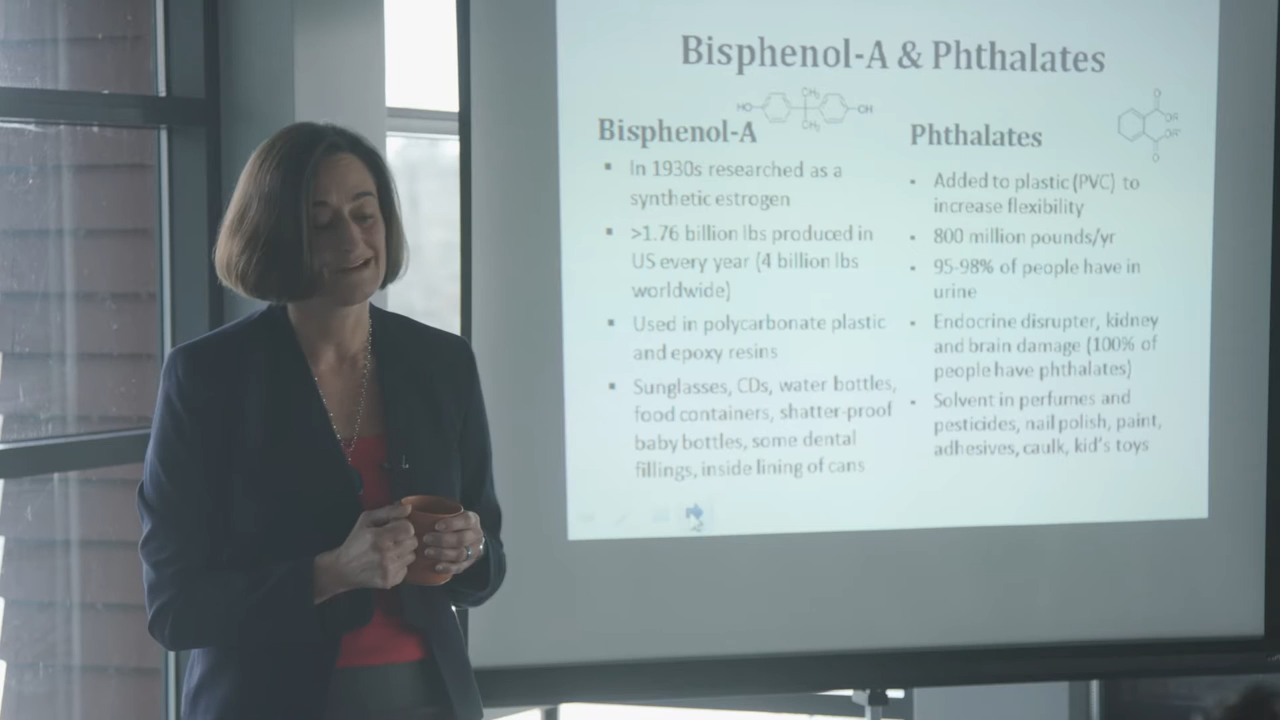 Bisphenol-A & Phthalates
HO
CH₃
CH₃
OH
Bisphenol-A
▪ In 1930s researched as a
synthetic estrogen
▪ >1.76 billion lbs produced in
US every year (4 billion lbs
worldwide)
▪ Used in polycarbonate plastic
and epoxy resins
▪ Sunglasses, CDs, water bottles,
food containers, shatter-proof
baby bottles, some dental
fillings, inside lining of cans
Phthalates
• Added to plastic (PVC) to
increase flexibility
• 800 million pounds/yr
• 95-98% of people have in
urine
• Endocrine disrupter, kidney
and brain damage (100% of
people have phthalates)
• Solvent in perfumes and
pesticides, nail polish, paint,
adhesives, caulk, kid's toys